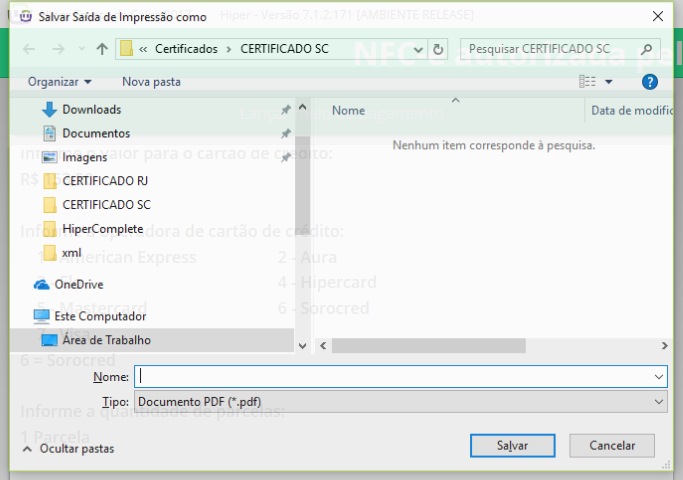 Salvar Saída de Impressão como
Hiper - Versão 7.1.2.171 [AMBIENTE RELEASE]
« Certificados › CERTIFICADO SC
Pesquisar CERTIFICADO SC
NFC-e autorizada pel
Organizar
Nova pasta
Downloads
Nome
Data de modific
Documentos
Nenhum item corresponde à pesquisa.
Imagens
Informe o valor para o cartão de crédito:
R$
CERTIFICADO RJ
CERTIFICADO SC
HiperComplete
Informe a operadora de cartão de crédito:
xml
1 - American Express
2 - Aura
OneDrive
4 - Hipercard
5 - Mastercard
6 - Sorocred
Este Computador
Visa
Área de Trabalho
6 = Sorocred
Nome:
Tipo:
Documento PDF (*.pdf)
Informe a quantidade de parcelas:
1 Parcela
Ocultar pastas
Salvar
Cancelar